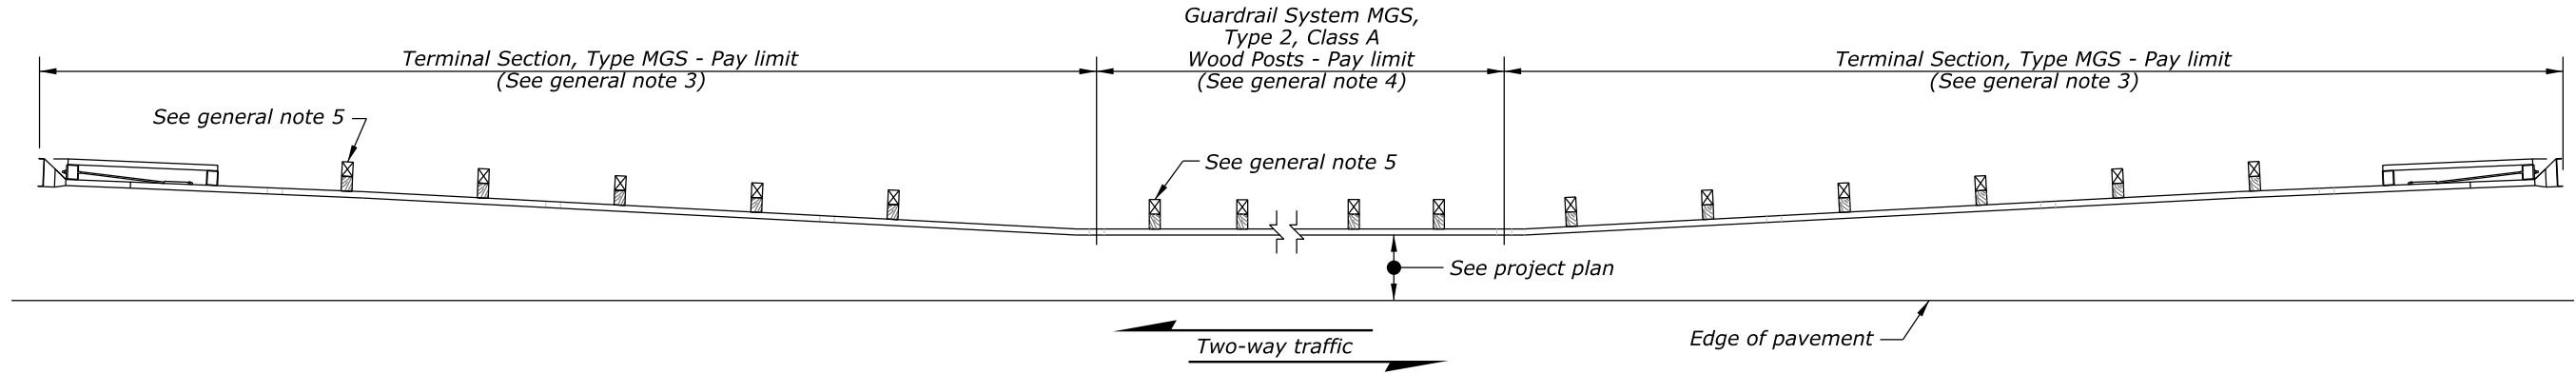 Guardrail System MGS,
Type 2, Class A
Wood Posts - Pay limit
(See general note 4)
Terminal Section, Type MGS - Pay limit
(See general note 3)
Terminal Section, Type MGS - Pay limit
(See general note 3)
See general note 5
See general note 5
See project plan
Edge of pavement
Two-way traffic